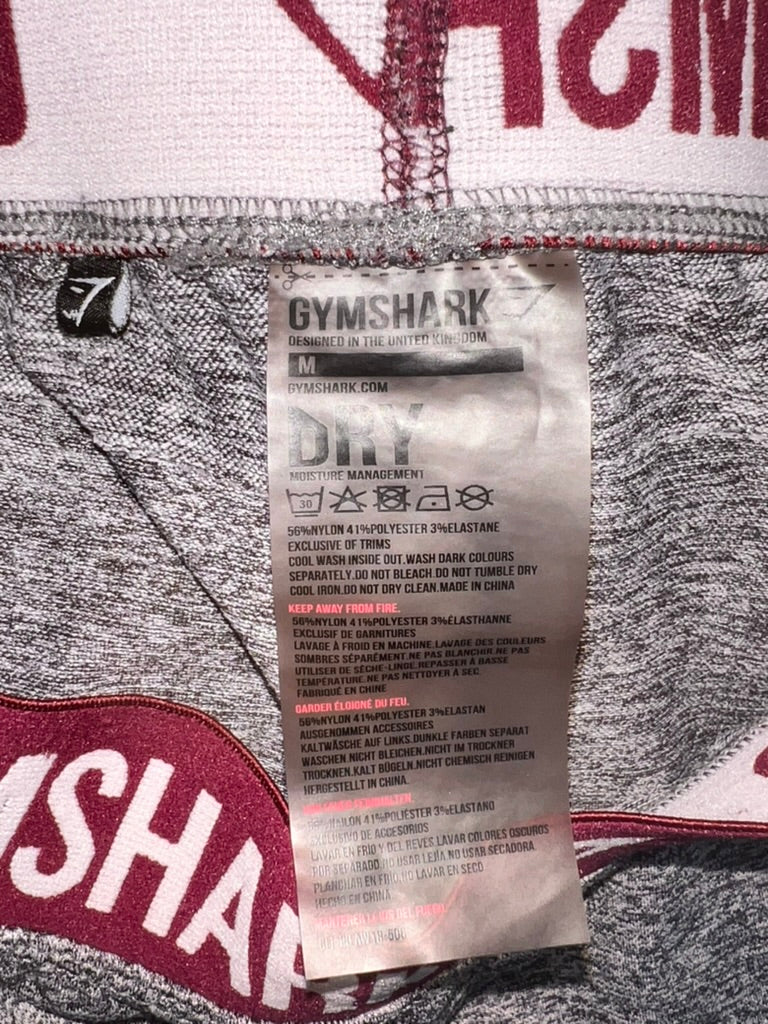 GYMSHARK
DESIGNED IN THE UNITED KINGDOM
M
GYMSHARK.COM
DRY
MOISTURE MANAGEMENT
30
56%NYLON 41%POLYESTER 3%ELASTANE
EXCLUSIVE OF TRIMS
COOL WASH INSIDE OUT.WASH DARK COLOURS
SEPARATELY.DO NOT BLEACH.DO NOT TUMBLE DRY
COOL IRON.DO NOT DRY CLEAN.MADE IN CHINA
KEEP AWAY FROM FIRE.
56%NYLON 41%POLYESTER 3%ÉLASTHANNE
EXCLUSIF DE GARNITURES
LAVAGE À FROID EN MACHINE.LAVAGE DES COULEURS
SOMBRES SÉPARÉMENT.NE PAS BLANCHIR.NE PAS
UTILISER DE SÈCHE-LINGE.REPASSER À BASSE
TEMPÉRATURE.NE PAS NETTOYER À SEC.
FABRIQUÉ EN CHINE
GARDER ÉLOIGNÉ DU FEU.
56%NYLON 41%POLYESTER 3%ELASTAN
AUSGENOMMEN ACCESSOIRES
KALTWÄSCHE AUF LINKS.DUNKLE FARBEN SEPARAT
WASCHEN.NICHT BLEICHEN.NICHT IM TROCKNER
TROCKNEN.KALT BÜGELN.NICHT CHEMISCH REINIGEN
HERGESTELLT IN CHINA.
56%NAILON 41%POLIÉSTER 3%ELASTANO
EXCLUSIVO DE ACCESORIOS
LAVAR EN FRIO Y DEL REVES LAVAR COLORES OSCUROS
POR SEPARADO.NO USAR LEJIA.NO USAR SECADORA
PLANCHAR EN FRIO.NO LAVAR EN SECO
HECHO EN CHINA
DEL FUEGO
MSHAR